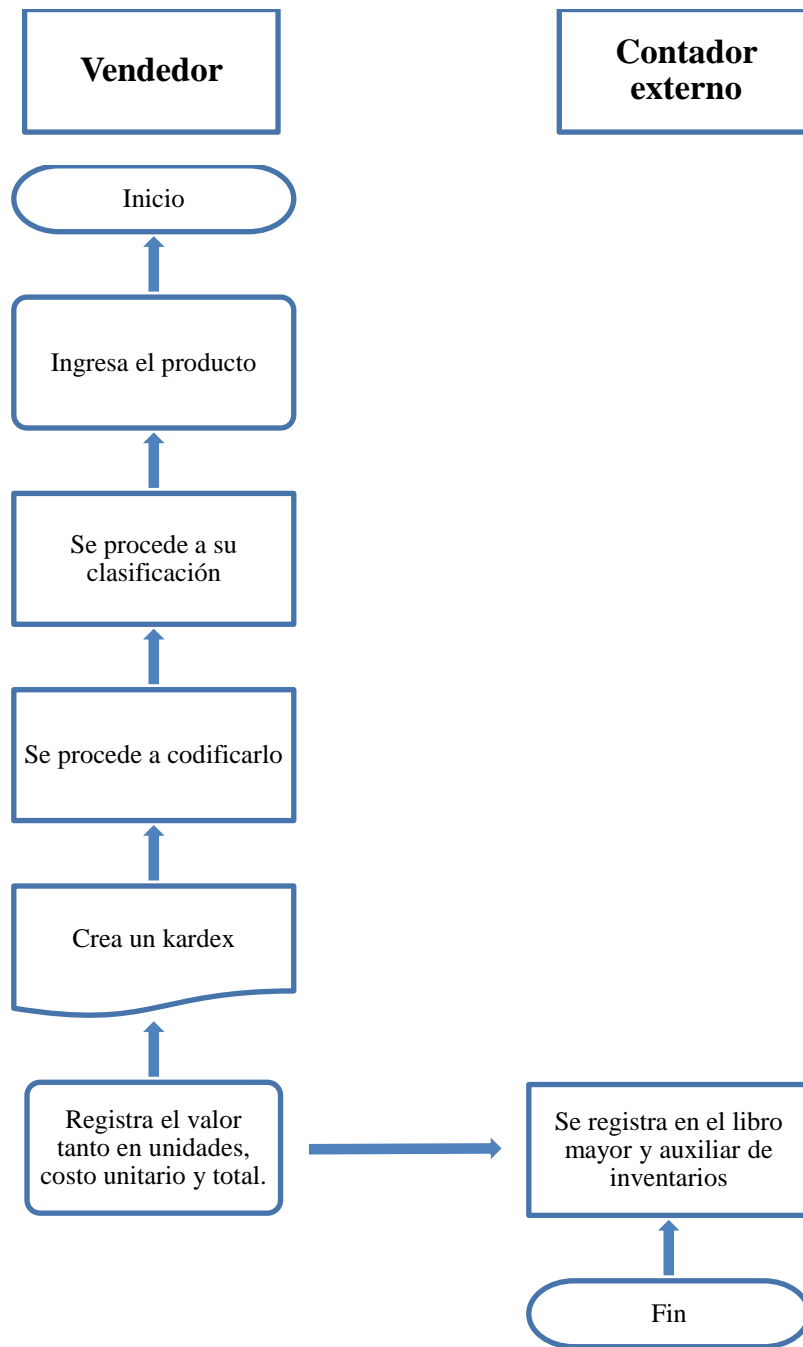 Vendedor
Contador
externo
Inicio
Ingresa el producto
Se procede a su
clasificación
Se procede a codificarlo
Crea un kardex
Registra el valor
tanto en unidades,
costo unitario y total.
Se registra en el libro
mayor y auxiliar de
inventarios
Fin